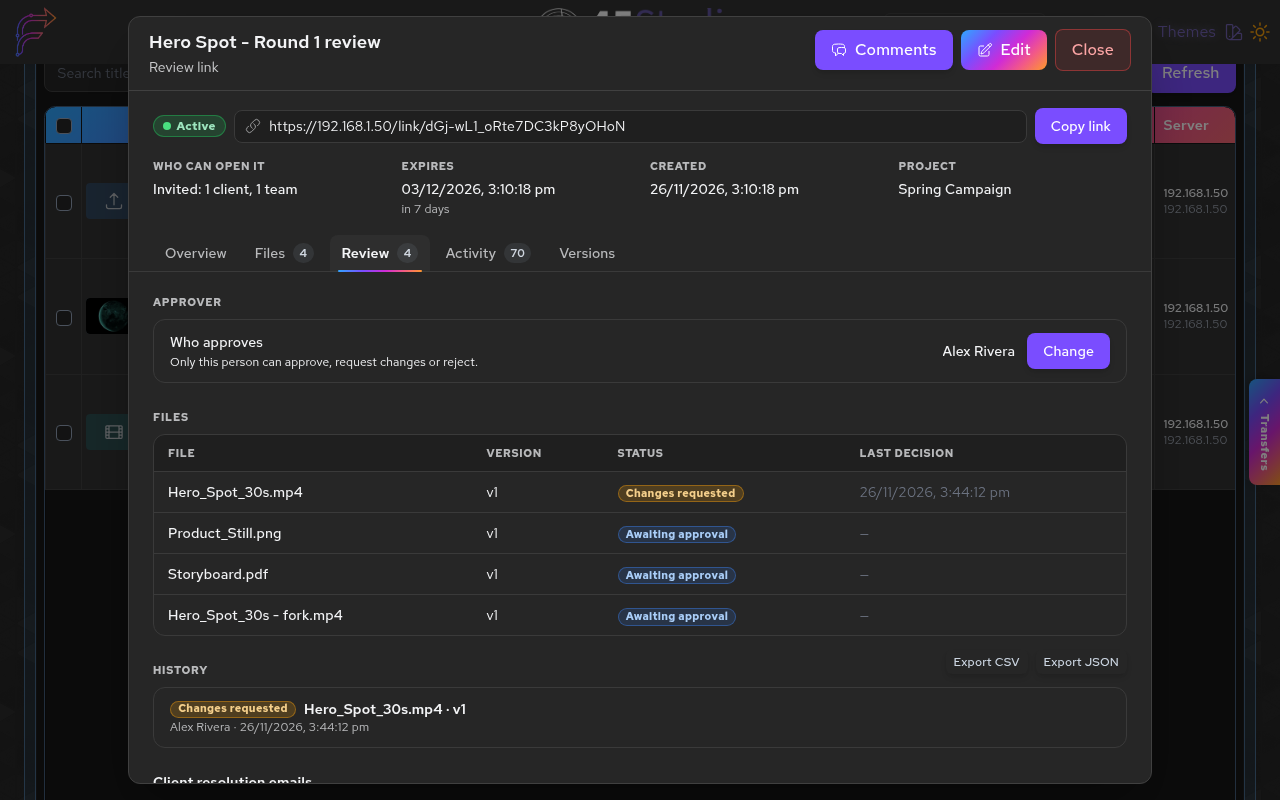 Hero Spot - Round 1 review
Review link
Comments
Edit
Close
Themes
Search title
Refresh
Active
https://192.168.1.50/link/dGj-wL1_oRte7DC3kP8yOHoN
Copy link
Server
WHO CAN OPEN IT
Invited: 1 client, 1 team
EXPIRES
03/12/2026, 3:10:18 pm
in 7 days
CREATED
26/11/2026, 3:10:18 pm
PROJECT
Spring Campaign
192.168.1.50
192.168.1.50
Overview
Files 4
Review 4
Activity 70
Versions
APPROVER
Who approves
Only this person can approve, request changes or reject.
Alex Rivera
Change
192.168.1.50
192.168.1.50
FILES
FILE VERSION STATUS LAST DECISION
Hero_Spot_30s.mp4 v1 Changes requested 26/11/2026, 3:44:12 pm
Product_Still.png v1 Awaiting approval –
Storyboard.pdf v1 Awaiting approval –
Hero_Spot_30s - fork.mp4 v1 Awaiting approval –
192.168.1.50
192.168.1.50
Transfers
HISTORY
Export CSV
Export JSON
Changes requested Hero_Spot_30s.mp4 · v1
Alex Rivera · 26/11/2026, 3:44:12 pm
Client resolution emails